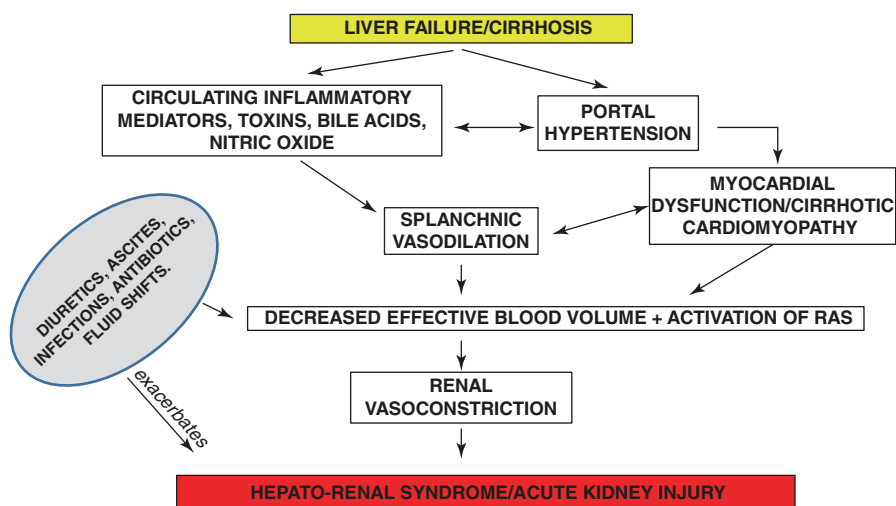 LIVER FAILURE/CIRRHOSIS
CIRCULATING INFLAMMATORY
MEDIATORS, TOXINS, BILE ACIDS,
NITRIC OXIDE
PORTAL
HYPERTENSION
MYOCARDIAL
DYSFUNCTION/CIRRHOTIC
CARDIOMYOPATHY
SPLANCHNIC
VASODILATION
DIURETICS, ASCITES,
INFECTIONS, ANTIBIOTICS,
FLUID SHIFTS.
DECREASED EFFECTIVE BLOOD VOLUME + ACTIVATION OF RAS
RENAL
VASOCONSTRICTION
exacerbates
HEPATO-RENAL SYNDROME/ACUTE KIDNEY INJURY